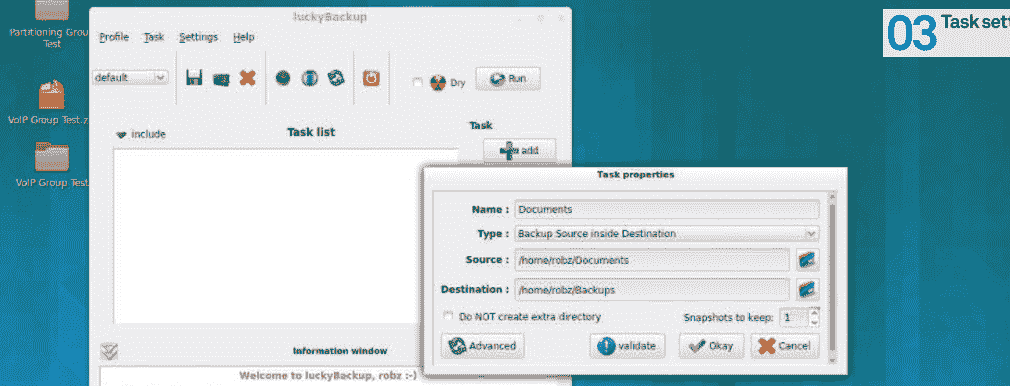 luckyBackup
03 Task sett
Partitioning Grou
Test
Profile Task Settings Help
default
Dry
Run
VoIP Group Test.z
include
Task list
Task
add
VoIP Group Test
Task properties
Name :
Documents
Type :
Backup Source inside Destination
Source :
/home/robz/Documents
Destination :
/home/robz/Backups
Do NOT create extra directory
Snapshots to keep: 1
Advanced
validate
Okay
Cancel
Information window
Welcome to luckyBackup, robz :-)